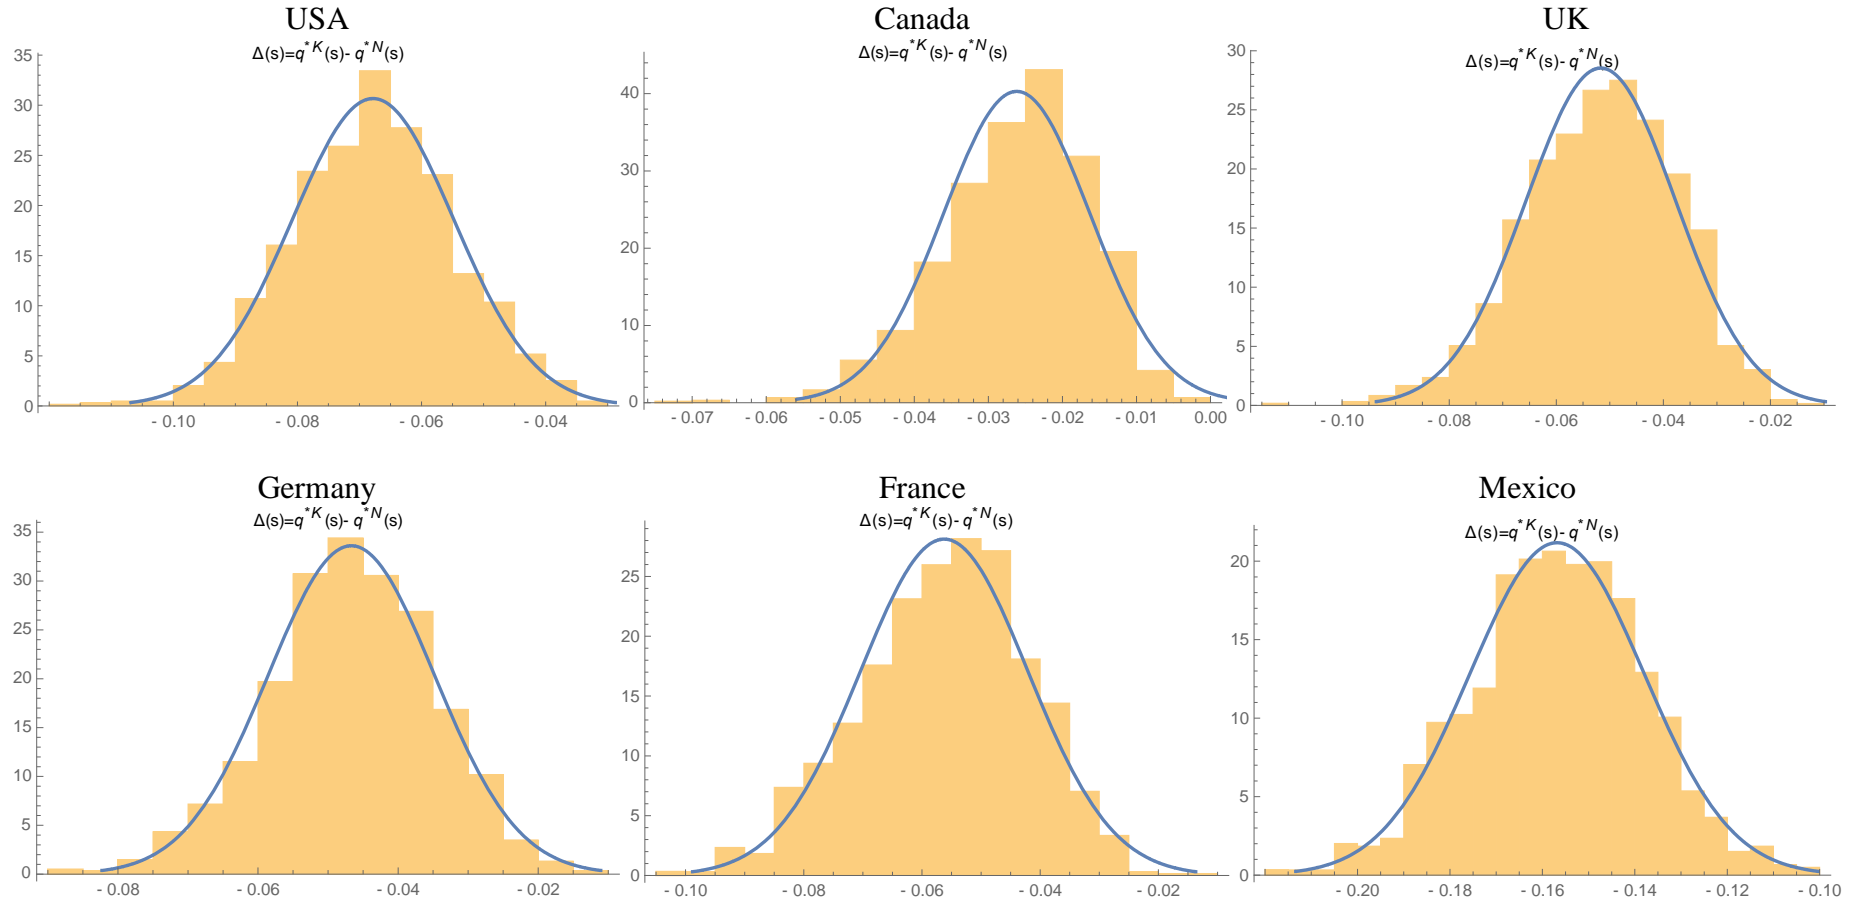 USA
Δ(s)=q*K(s)- q*N(s)
35
30
25
20
15
10
5
0
- 0.10 - 0.08 - 0.06 - 0.04
Canada
Δ(s)=q*K(s)- q*N(s)
40
30
20
10
0
- 0.07 - 0.06 - 0.05 - 0.04 - 0.03 - 0.02 - 0.01 0.00
UK
Δ(s)=q*K(s)- q*N(s)
30
25
20
15
10
5
0
- 0.10 - 0.08 - 0.06 - 0.04 - 0.02
Germany
Δ(s)=q*K(s)- q*N(s)
35
30
25
20
15
10
5
0
- 0.08 - 0.06 - 0.04 - 0.02
France
Δ(s)=q*K(s)- q*N(s)
25
20
15
10
5
0
- 0.10 - 0.08 - 0.06 - 0.04 - 0.02
Mexico
Δ(s)=q*K(s)- q*N(s)
20
15
10
5
0
- 0.20 - 0.18 - 0.16 - 0.14 - 0.12 - 0.10